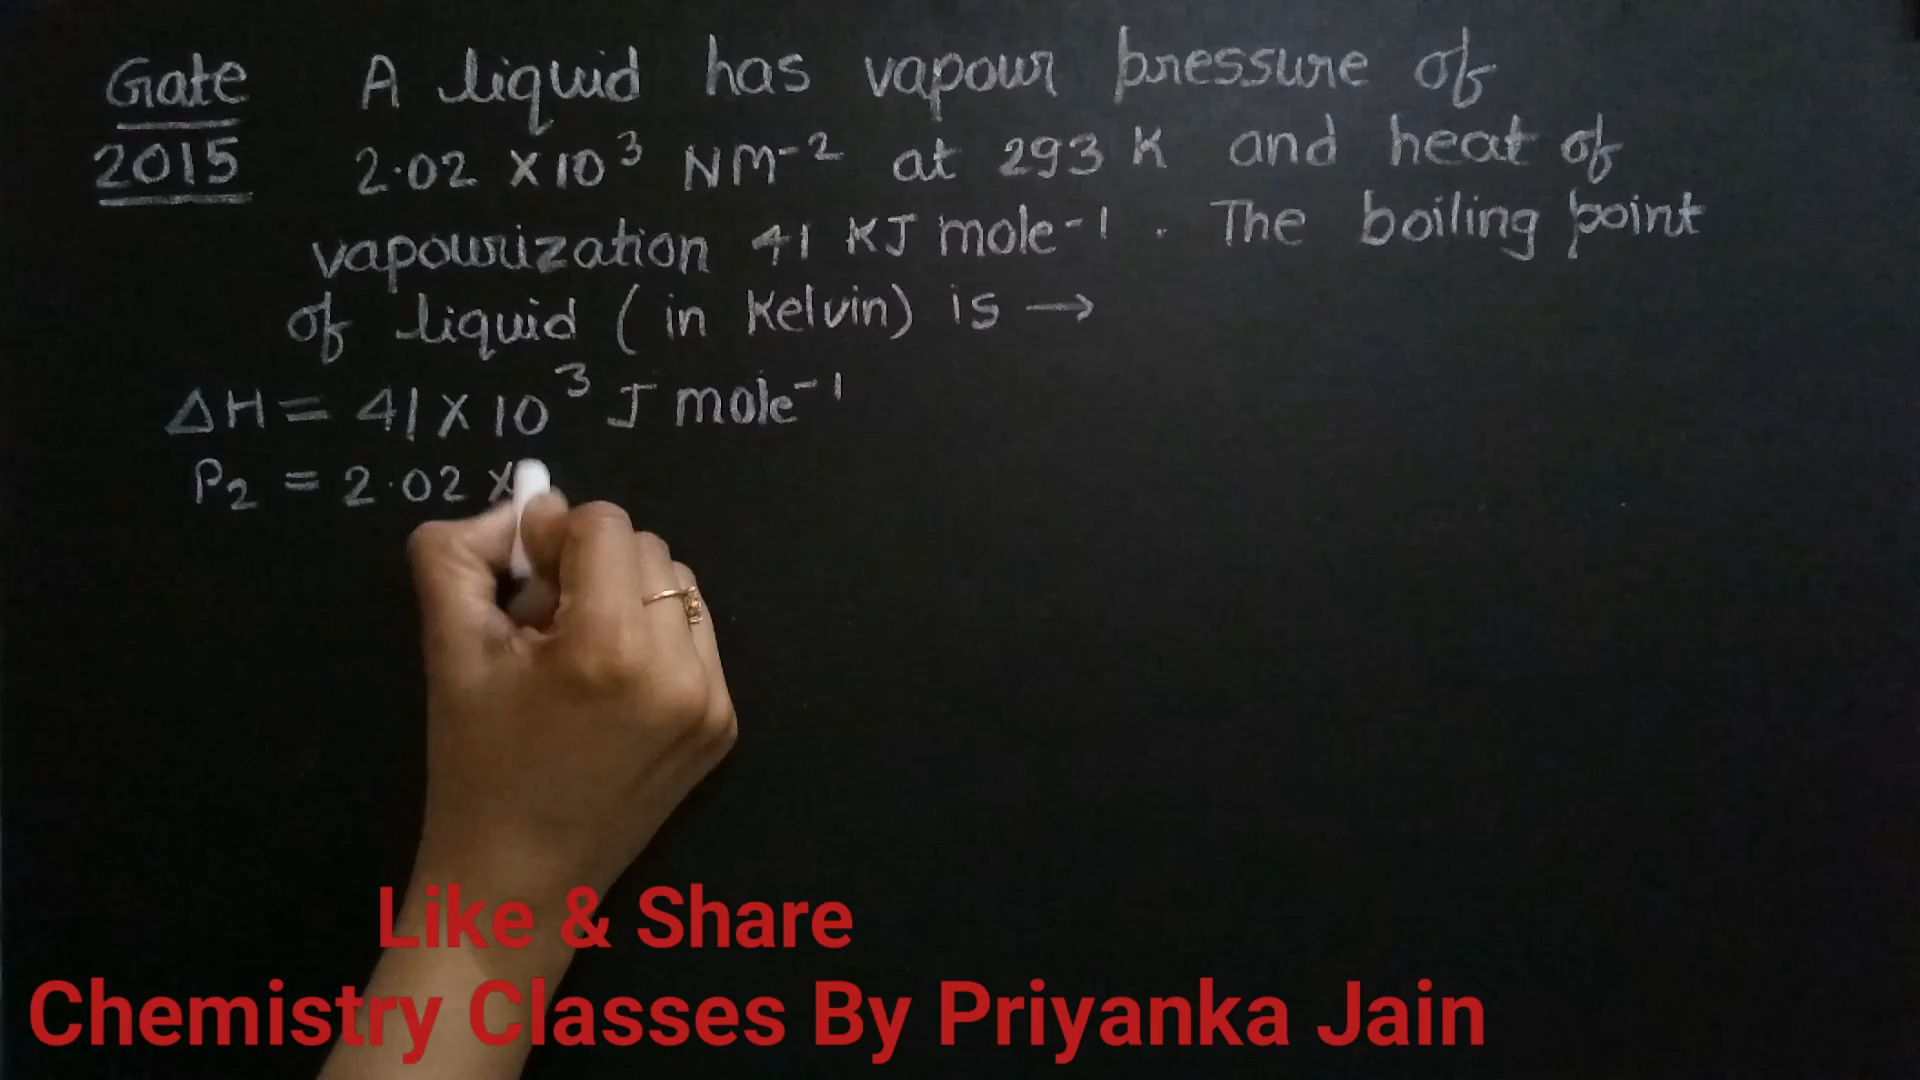 Gate A liquid has vapour pressure of
2015 2.02 ×10³ NM⁻² at 293 K and heat of
vapourization 41 KJ mole⁻¹. The boiling point
of liquid (in Kelvin) is →
ΔH = 41 × 10³ J mole⁻¹
P₂ = 2.02 ×
Like & Share
Chemistry Classes By Priyanka Jain